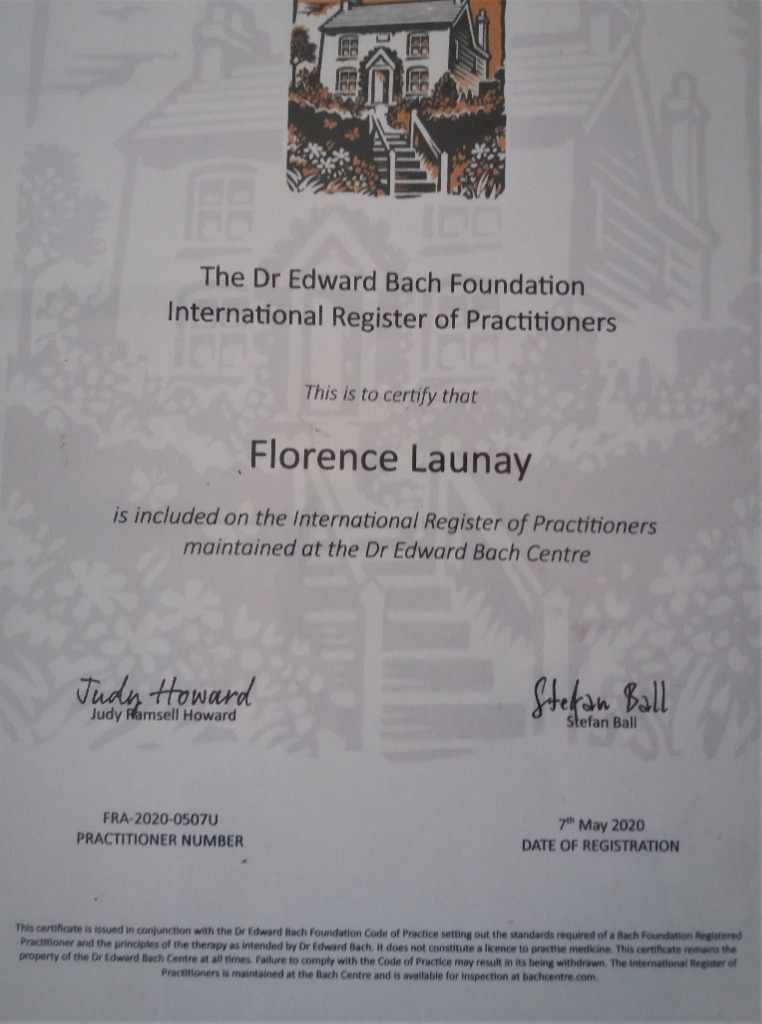 The Dr Edward Bach Foundation
International Register of Practitioners
This is to certify that
Florence Launay
is included on the International Register of Practitioners
maintained at the Dr Edward Bach Centre
Judy Howard
Judy Ramsell Howard
Stefan Ball
Stefan Ball
FRA-2020-0507U
PRACTITIONER NUMBER
7th May 2020
DATE OF REGISTRATION
This certificate is issued in conjunction with the Dr Edward Bach Foundation Code of Practice setting out the standards required of a Bach Foundation Registered
Practitioner and the principles of the therapy as intended by Dr Edward Bach. It does not constitute a licence to practise medicine. This certificate remains the
property of the Dr Edward Bach Centre at all times. Failure to comply with the Code of Practice may result in its being withdrawn. The International Register of
Practitioners is maintained at the Bach Centre and is available for inspection at bachcentre.com.